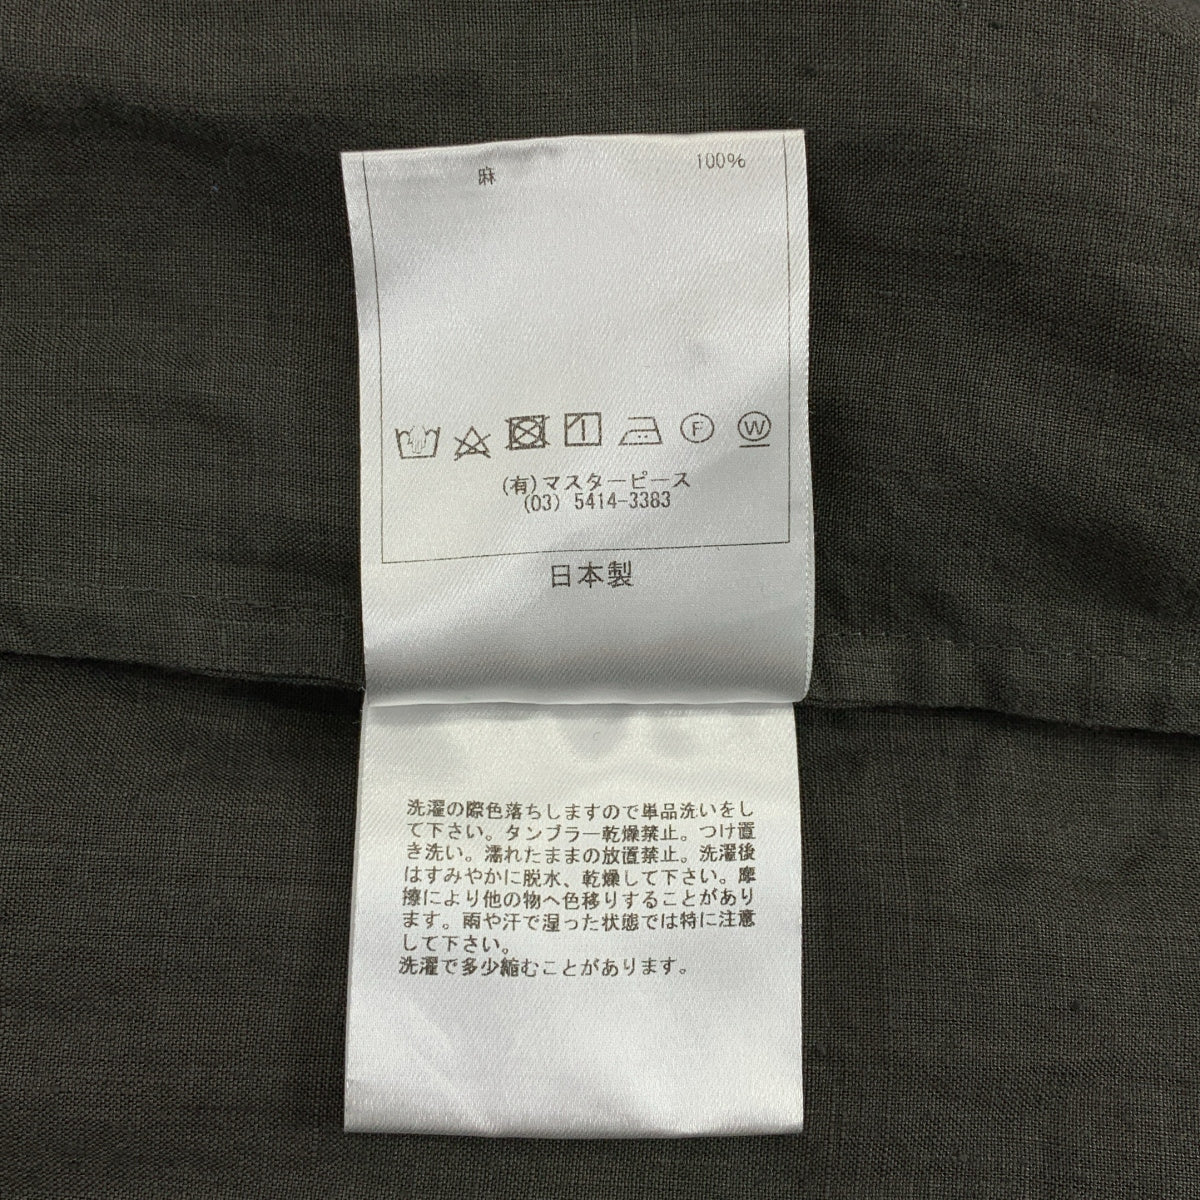 麻 100%
F W
(有)マスターピース
(03) 5414-3383
日本製
洗濯の際色落ちしますので単品洗いをし
て下さい。タンブラー乾燥禁止。つけ置
き洗い。濡れたままの放置禁止。洗濯後
はすみやかに脱水、乾燥して下さい。摩
擦により他の物へ色移りすることがあり
ます。雨や汗で湿った状態では特に注意
して下さい。
洗濯で多少縮むことがあります。